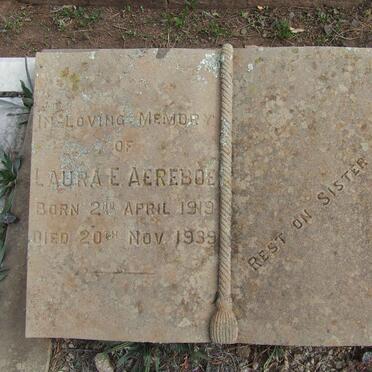 IN LOVING MEMORY
OF
LAURA E. AEREBOE
BORN 2ND APRIL 1919
DIED 20TH NOV. 1939
REST ON SISTER